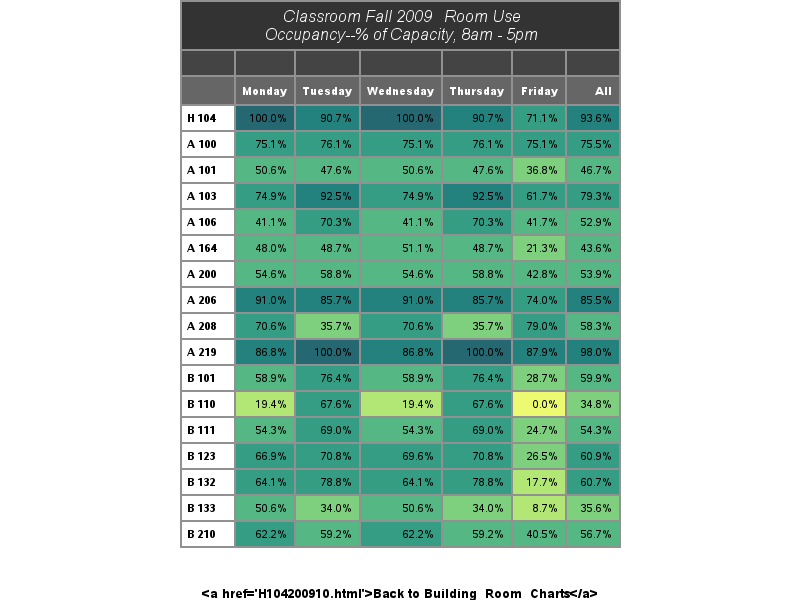 Classroom Fall 2009 Room Use
Occupancy--% of Capacity, 8am - 5pm
Monday Tuesday Wednesday Thursday Friday All
H 104 100.0% 90.7% 100.0% 90.7% 71.1% 93.6%
A 100 75.1% 76.1% 75.1% 76.1% 75.1% 75.5%
A 101 50.6% 47.6% 50.6% 47.6% 36.8% 46.7%
A 103 74.9% 92.5% 74.9% 92.5% 61.7% 79.3%
A 106 41.1% 70.3% 41.1% 70.3% 41.7% 52.9%
A 164 48.0% 48.7% 51.1% 48.7% 21.3% 43.6%
A 200 54.6% 58.8% 54.6% 58.8% 42.8% 53.9%
A 206 91.0% 85.7% 91.0% 85.7% 74.0% 85.5%
A 208 70.6% 35.7% 70.6% 35.7% 79.0% 58.3%
A 219 86.8% 100.0% 86.8% 100.0% 87.9% 98.0%
B 101 58.9% 76.4% 58.9% 76.4% 28.7% 59.9%
B 110 19.4% 67.6% 19.4% 67.6% 0.0% 34.8%
B 111 54.3% 69.0% 54.3% 69.0% 24.7% 54.3%
B 123 66.9% 70.8% 69.6% 70.8% 26.5% 60.9%
B 132 64.1% 78.8% 64.1% 78.8% 17.7% 60.7%
B 133 50.6% 34.0% 50.6% 34.0% 8.7% 35.6%
B 210 62.2% 59.2% 62.2% 59.2% 40.5% 56.7%
<a href='H104200910.html'>Back to Building_Room_Charts</a>